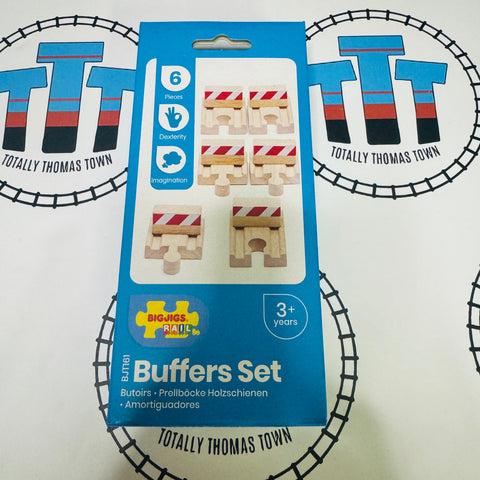 6
Pieces
Dexterity
Imagination
BIGJIGS
RAIL
3+
years
BJT161
Buffers Set
Butoirs • Prellböcke Holzschienen
• Amortiguadores
TTT
TOTALLY THOMAS TOWN
TTT
TOTALLY THOMAS TOWN
TOTALLY THOMAS TOWN